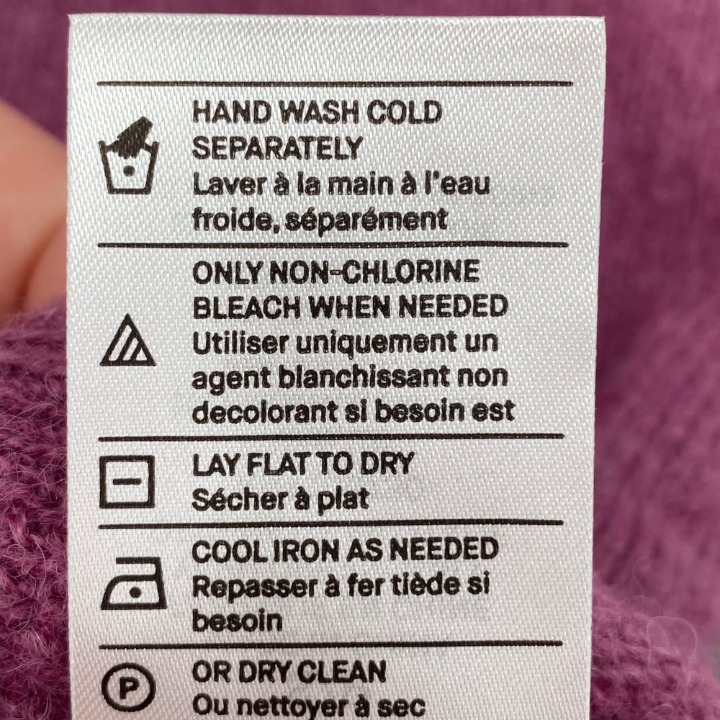 HAND WASH COLD
SEPARATELY
Laver à la main à l'eau
froide, séparément
ONLY NON-CHLORINE
BLEACH WHEN NEEDED
Utiliser uniquement un
agent blanchissant non
decolorant si besoin est
LAY FLAT TO DRY
Sécher à plat
COOL IRON AS NEEDED
Repasser à fer tiède si
besoin
P
OR DRY CLEAN
Ou nettoyer à sec